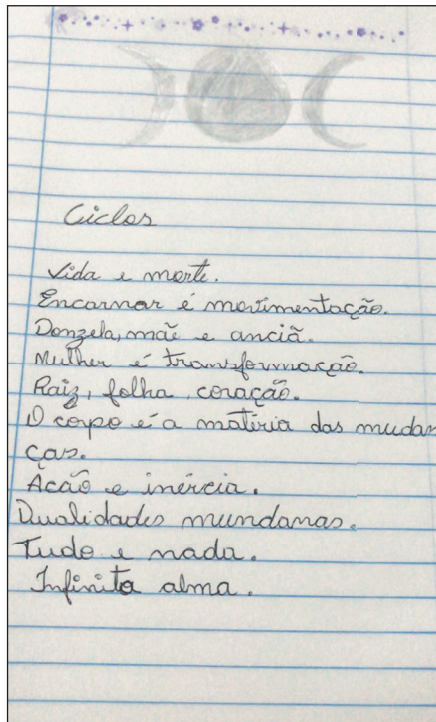 Ciclos
Vida e morte.
Encarnar é movimentação.
Donzela, mãe e anciã.
Mulher é transformação.
Raiz, folha, coração.
O corpo é a matéria das mudan
ças.
Acão e inércia.
Dualidades mundanas.
Tudo e nada.
Infinita alma.